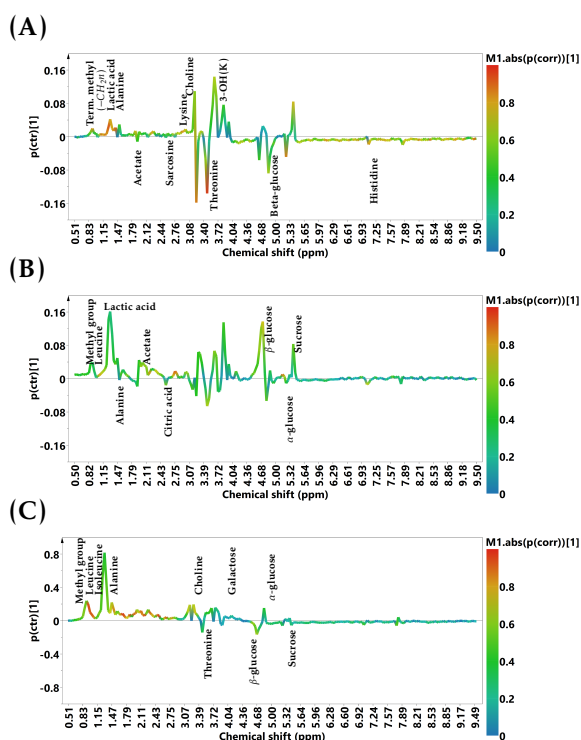 (A)
M1.abs(p(corr))[1]
p(ctr)[1]
0.16
0.08
0
-0.08
-0.16
Term. methyl
(−CH2n)
Lactic acid
Alanine
Acetate
Sarcosine
Lysine
Choline
Threonine
3-OH(K)
Beta-glucose
Histidine
0.8
0.6
0.4
0.2
0
0.51 0.83 1.15 1.47 1.79 2.12 2.44 2.76 3.08 3.40 3.72 4.04 4.36 4.68 5.00 5.33 5.65 5.97 6.29 6.61 6.93 7.25 7.57 7.89 8.21 8.54 8.86 9.18 9.50
Chemical shift (ppm)
(B)
M1.abs(p(corr))[1]
p(ctr)[1]
0.16
0.08
0
-0.08
-0.16
Methyl group
Leucine
Lactic acid
Alanine
Acetate
Citric acid
β-glucose
Sucrose
α-glucose
0.8
0.6
0.4
0.2
0
0.50 0.82 1.15 1.47 1.79 2.11 2.43 2.75 3.07 3.39 3.72 4.04 4.36 4.68 5.00 5.32 5.64 5.96 6.29 6.61 6.93 7.25 7.57 7.89 8.21 8.53 8.86 9.18 9.50
Chemical shift (ppm)
(C)
M1.abs(p(corr))[1]
p(ctr)[1]
0.8
0.4
0
-0.4
-0.8
Methyl group
Leucine
Isoleucine
Alanine
Choline
Threonine
Galactose
β-glucose
α-glucose
Sucrose
0.8
0.6
0.4
0.2
0
0.51 0.83 1.15 1.47 1.79 2.11 2.43 2.75 3.07 3.39 3.71 4.04 4.36 4.68 5.00 5.32 5.64 5.96 6.28 6.60 6.92 7.24 7.56 7.88 8.20 8.53 8.85 9.17 9.49
Chemical shift (ppm)